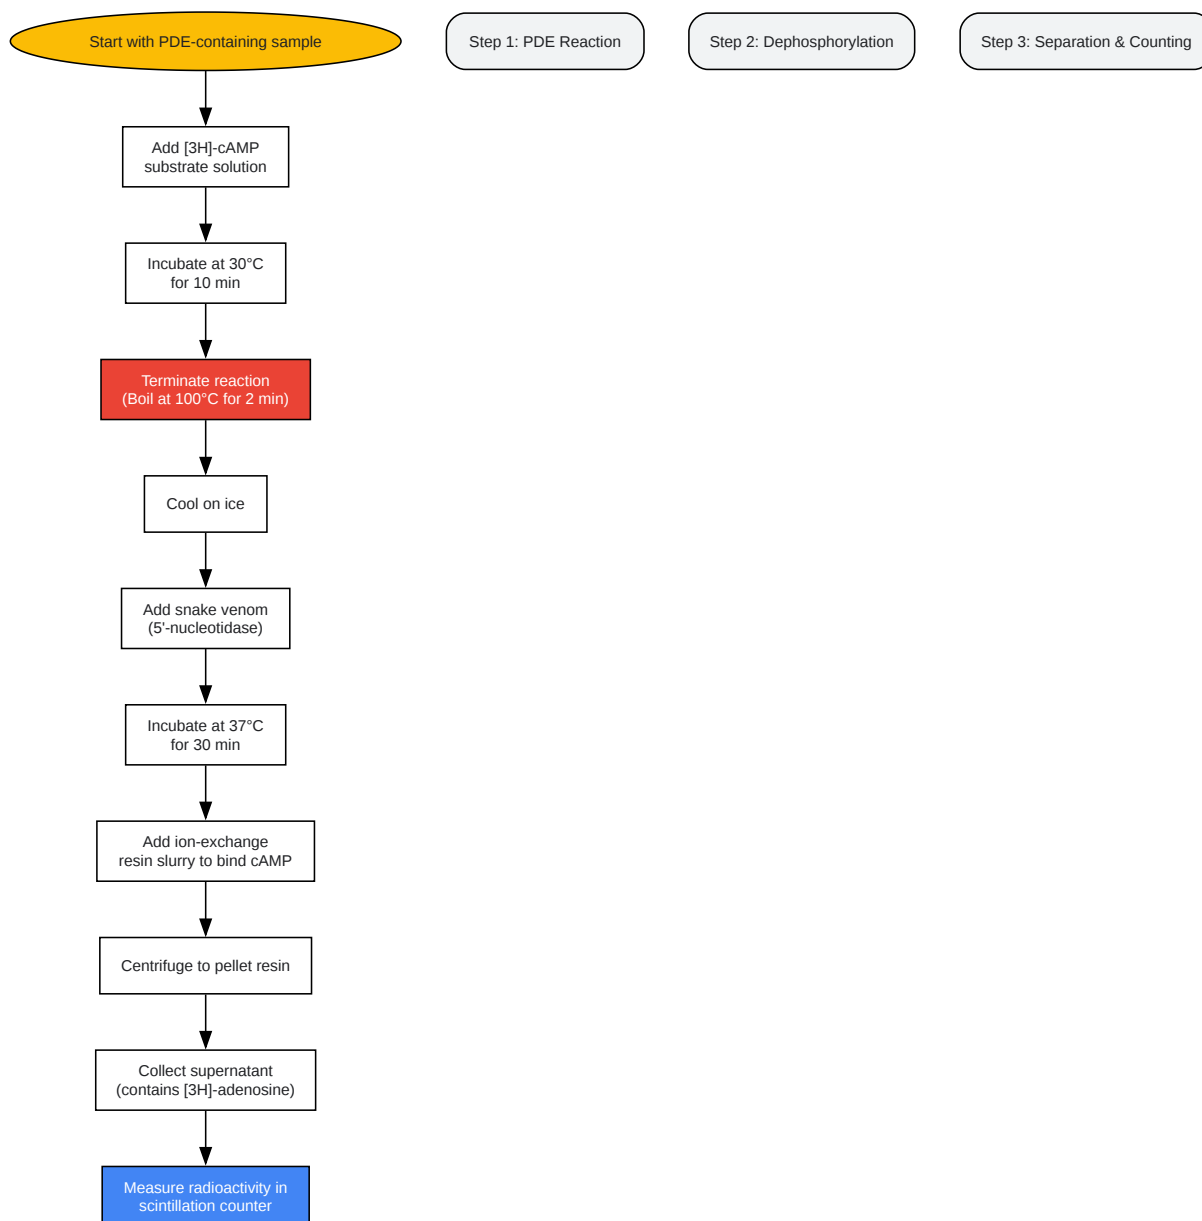 Start with PDE-containing sample
Step 1: PDE Reaction
Step 2: Dephosphorylation
Step 3: Separation & Counting
Add [3H]-cAMP
substrate solution
Incubate at 30°C
for 10 min
Terminate reaction
(Boil at 100°C for 2 min)
Cool on ice
Add snake venom
(5'-nucleotidase)
Incubate at 37°C
for 30 min
Add ion-exchange
resin slurry to bind cAMP
Centrifuge to pellet resin
Collect supernatant
(contains [3H]-adenosine)
Measure radioactivity in
scintillation counter